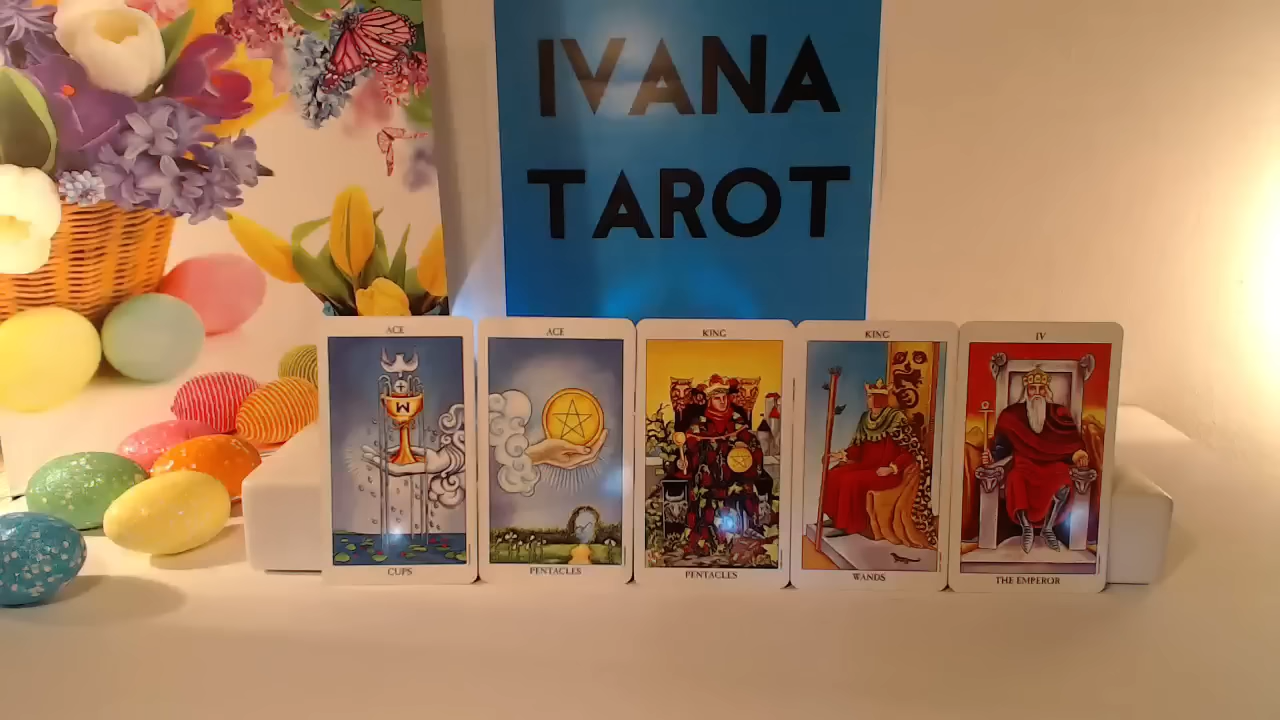 IVANA
TAROT
ACE
CUPS
ACE
PENTACLES
KING
PENTACLES
KING
WANDS
IV
THE EMPEROR